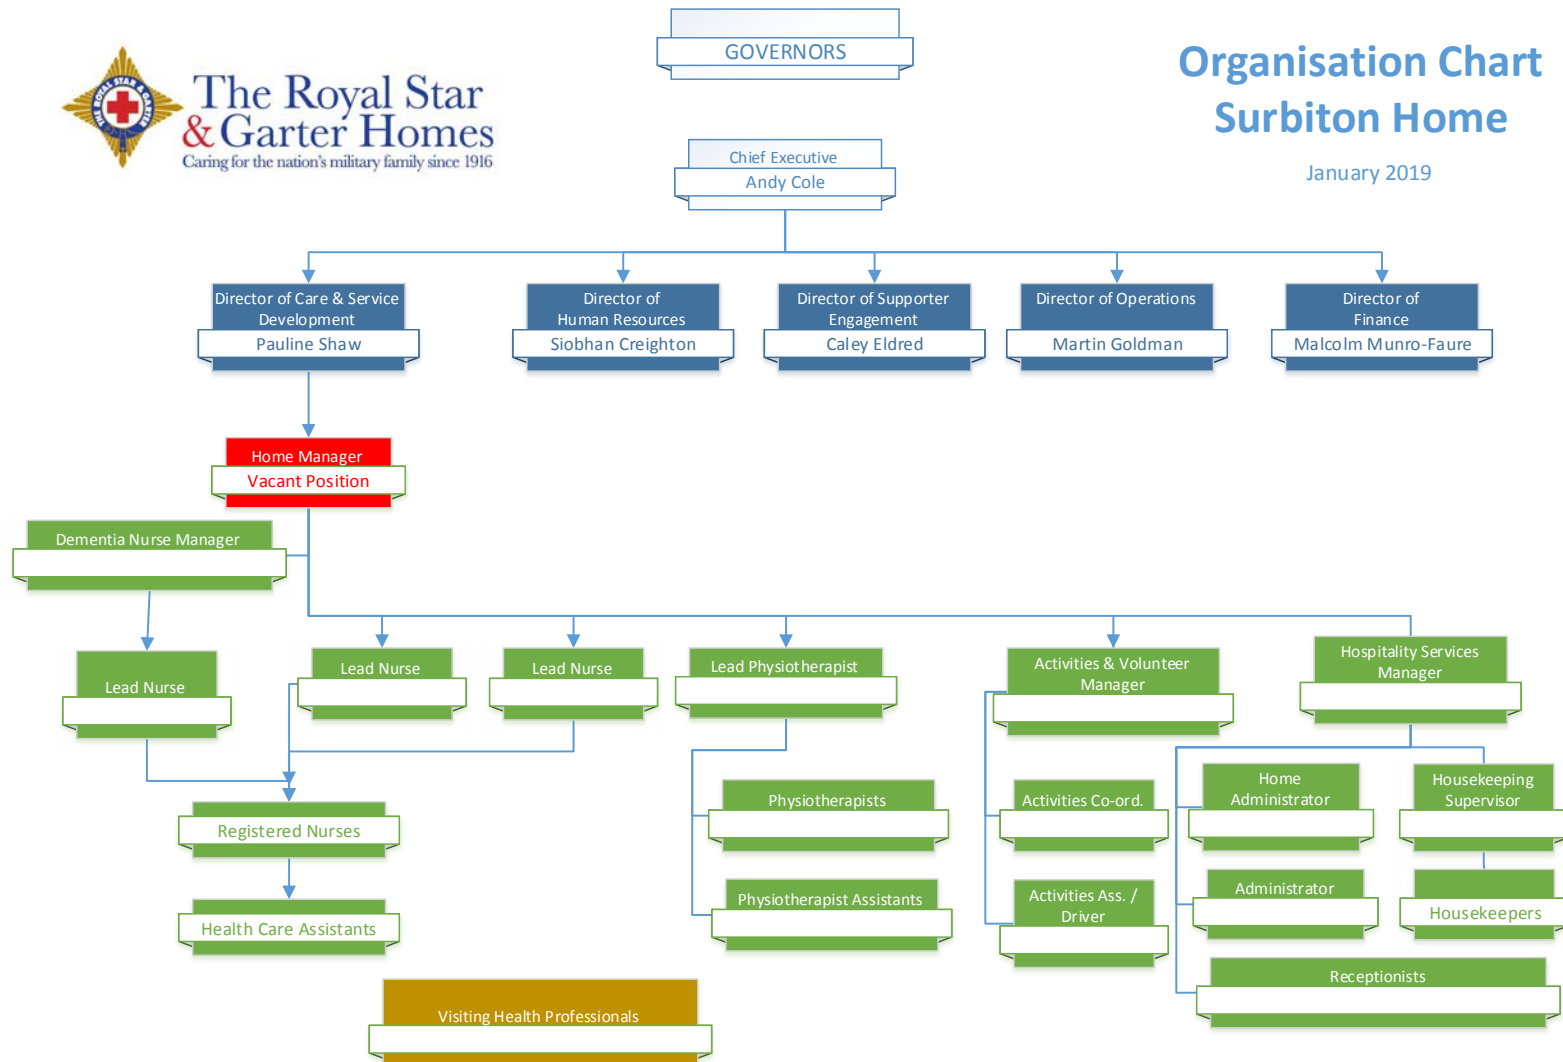 GOVERNORS
The Royal Star
& Garter Homes
Caring for the nation's military family since 1916
Organisation Chart
Surbiton Home
January 2019
Chief Executive
Andy Cole
Director of Care & Service
Development
Pauline Shaw
Director of
Human Resources
Siobhan Creighton
Director of Supporter
Engagement
Caley Eldred
Director of Operations
Martin Goldman
Director of
Finance
Malcolm Munro-Faure
Home Manager
Vacant Position
Dementia Nurse Manager
Lead Nurse
Lead Nurse
Lead Nurse
Lead Physiotherapist
Activities & Volunteer
Manager
Hospitality Services
Manager
Registered Nurses
Health Care Assistants
Physiotherapists
Physiotherapist Assistants
Activities Co-ord.
Activities Ass. /
Driver
Home
Administrator
Housekeeping
Supervisor
Administrator
Housekeepers
Receptionists
Visiting Health Professionals